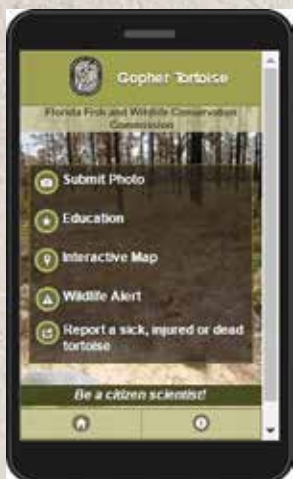 Gopher Tortoise
Florida Fish and Wildlife Conservation
Commission
Submit Photo
Education
Interactive Map
Wildlife Alert
Report a sick, injured or dead
tortoise
Be a citizen scientist!